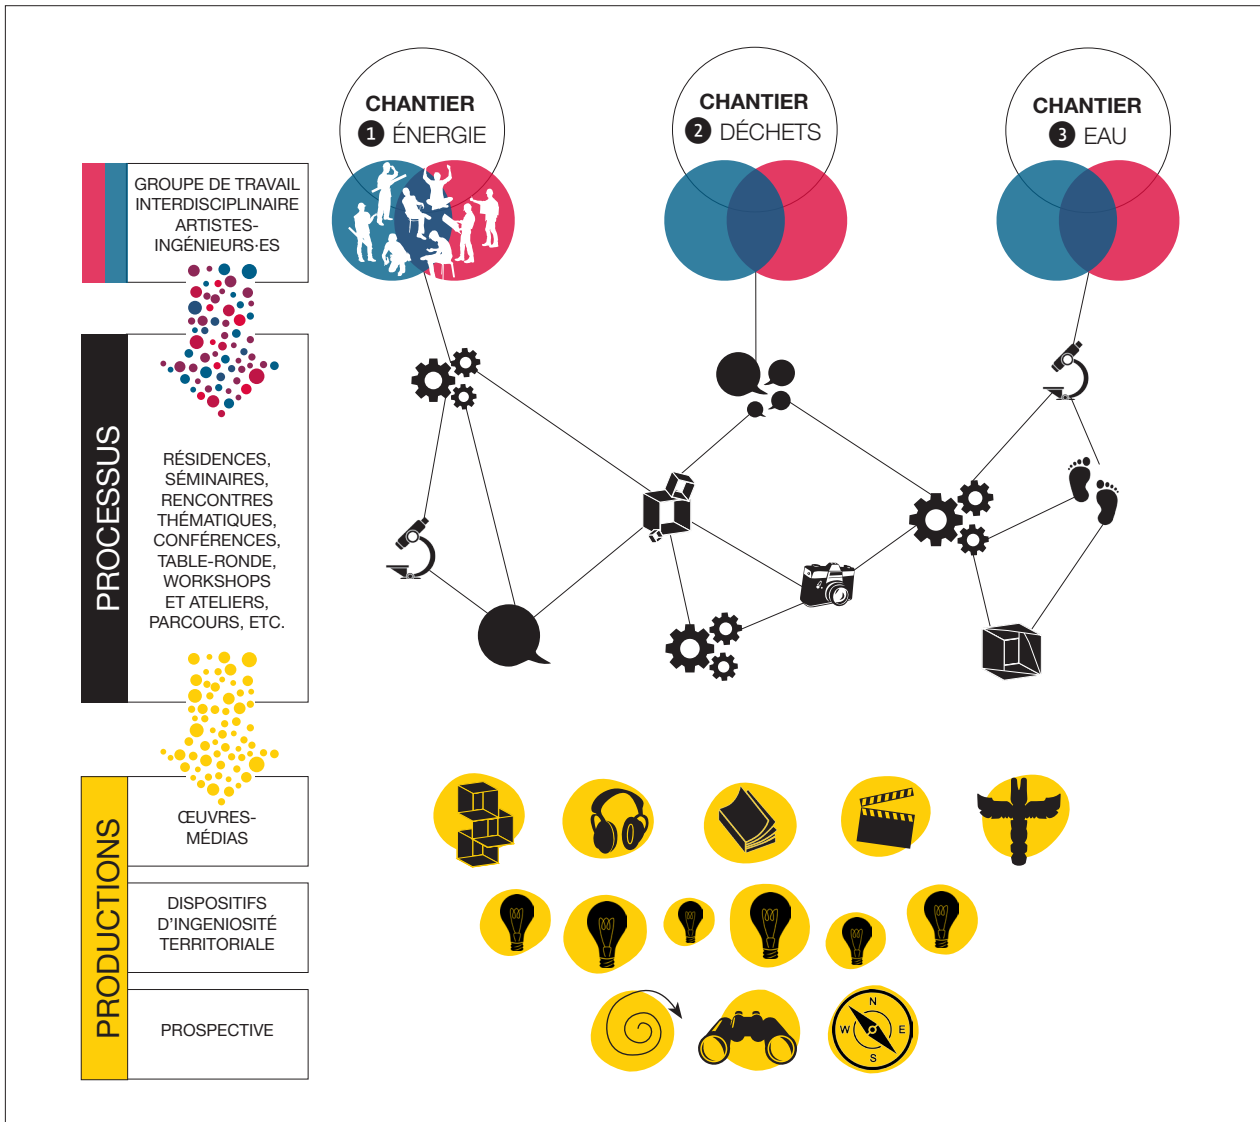 CHANTIER
1 ÉNERGIE
CHANTIER
2 DÉCHETS
CHANTIER
3 EAU
GROUPE DE TRAVAIL
INTERDISCIPLINAIRE
ARTISTES-
INGÉNIEURS·ES
PROCESSUS
RÉSIDENCES,
SÉMINAIRES,
RENCONTRES
THÉMATIQUES,
CONFÉRENCES,
TABLE-RONDE,
WORKSHOPS
ET ATELIERS,
PARCOURS, ETC.
PRODUCTIONS
ŒUVRES-
MÉDIAS
DISPOSITIFS
D'INGENIOSITÉ
TERRITORIALE
PROSPECTIVE
N
W E
S